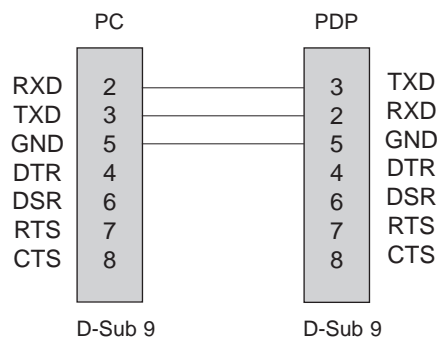 PC PDP
RXD 2 3 TXD
TXD 3 2 RXD
GND 5 5 GND
DTR 4 4 DTR
DSR 6 6 DSR
RTS 7 7 RTS
CTS 8 8 CTS
D-Sub 9 D-Sub 9